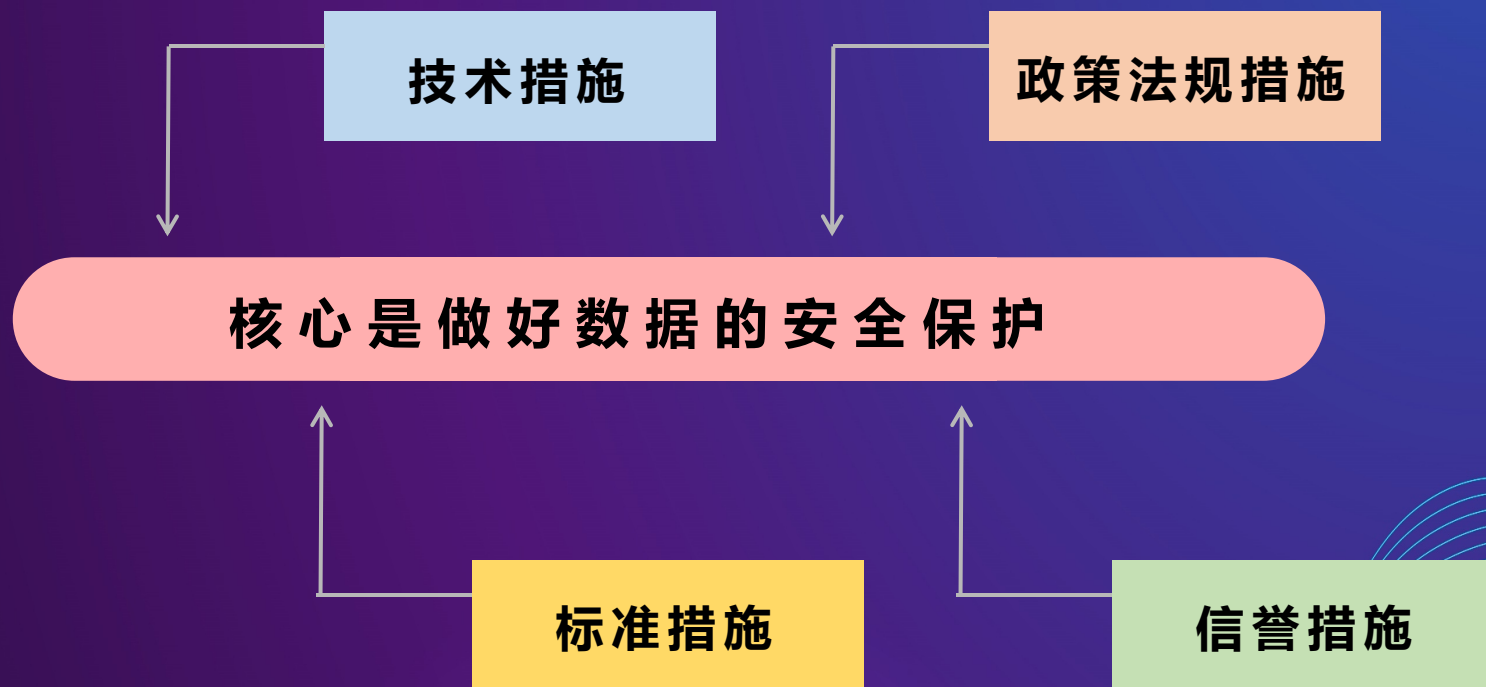 技术措施
政策法规措施
核心是做好数据的安全保护
标准措施
信誉措施